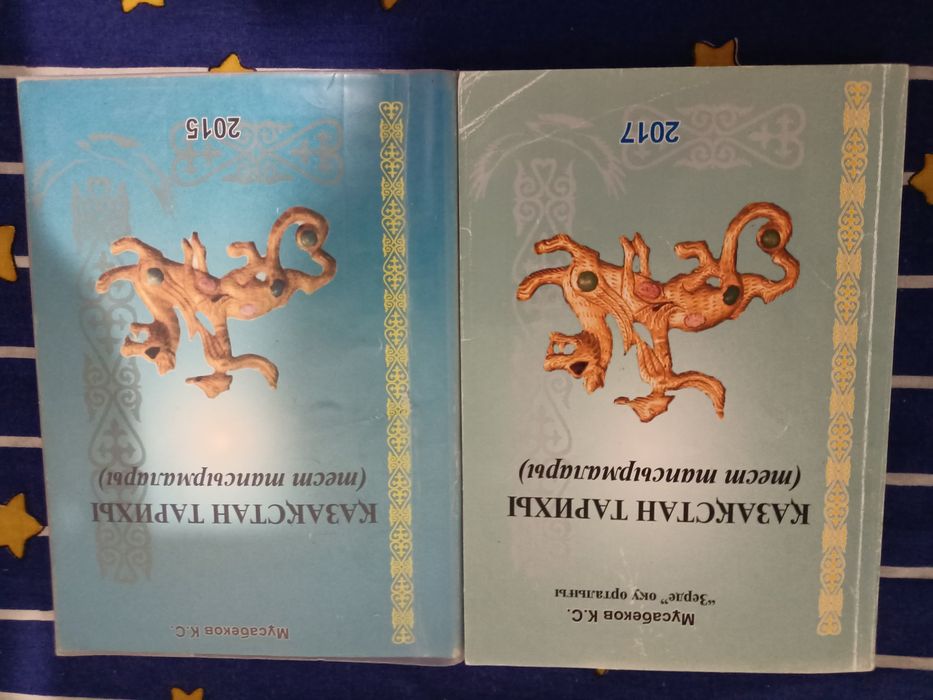 Мусабеков К.С.
"Зерде" оқу орталығы
ҚАЗАҚСТАН ТАРИХЫ
(тест тапсырмалары)
2017
Мусабеков К.С.
ҚАЗАҚСТАН ТАРИХЫ
(тест тапсырмалары)
2015